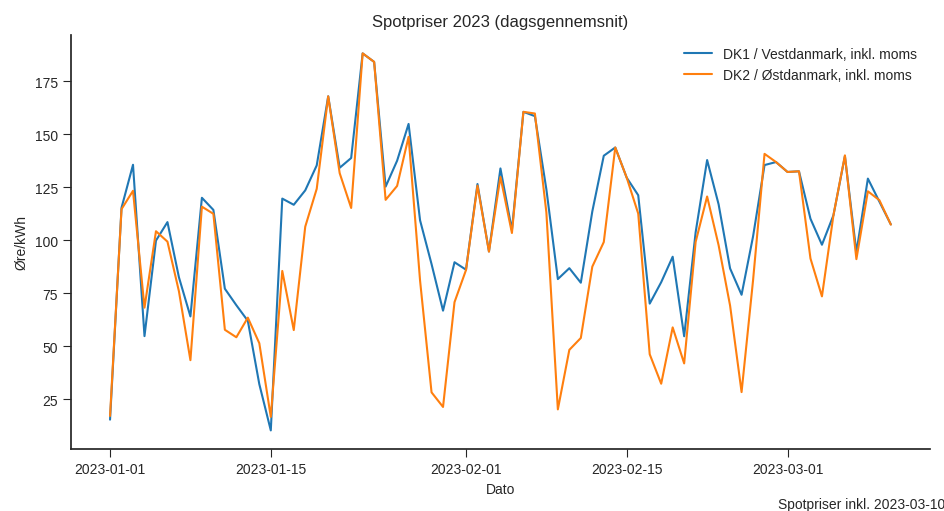 Spotpriser 2023 (dagsgennemsnit)
DK1 / Vestdanmark, inkl. moms
DK2 / Østdanmark, inkl. moms
Øre/kWh
175
150
125
100
75
50
25
2023-01-01
2023-01-15
2023-02-01
2023-02-15
2023-03-01
Dato
Spotpriser inkl. 2023-03-10